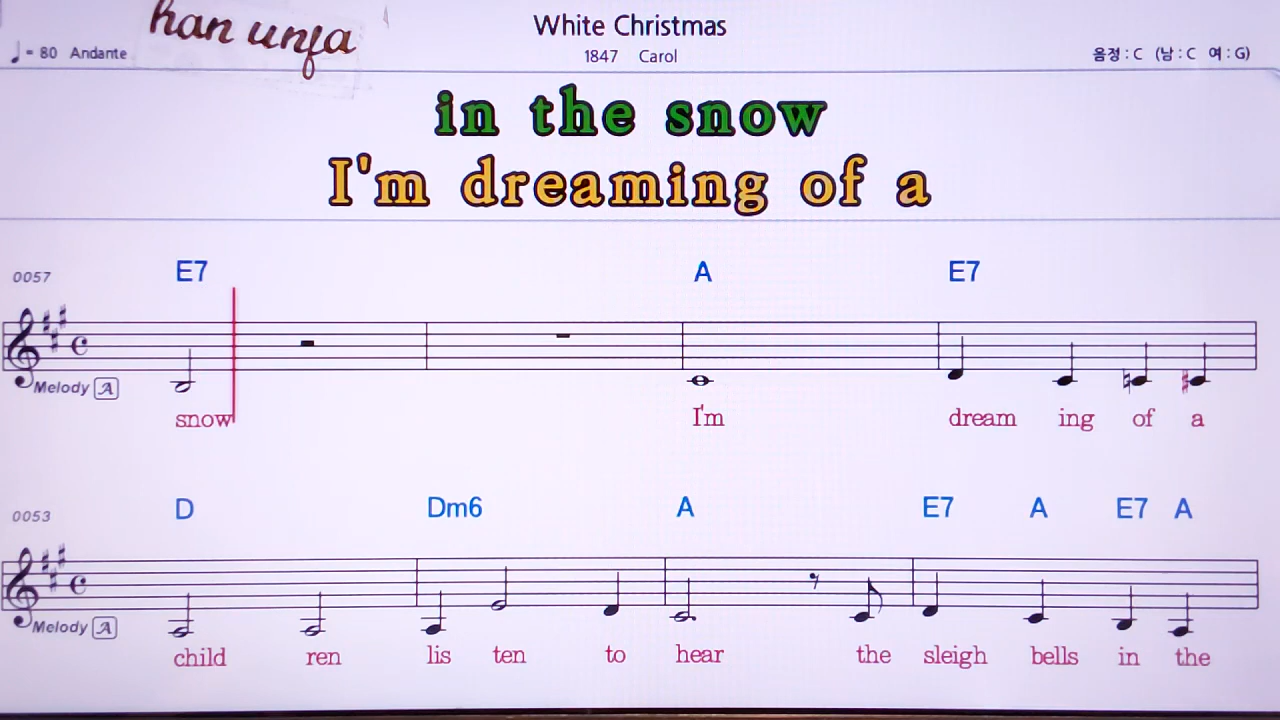 han unfa
White Christmas
♩= 80 Andante
1847 Carol
음정 : C (남 : C 여 : G)
in the snow
I'm dreaming of a
0057 E7 A E7
Melody A
snow I'm dream ing of a
0053 D Dm6 A E7 A E7 A
Melody A
child ren lis ten to hear the sleigh bells in the